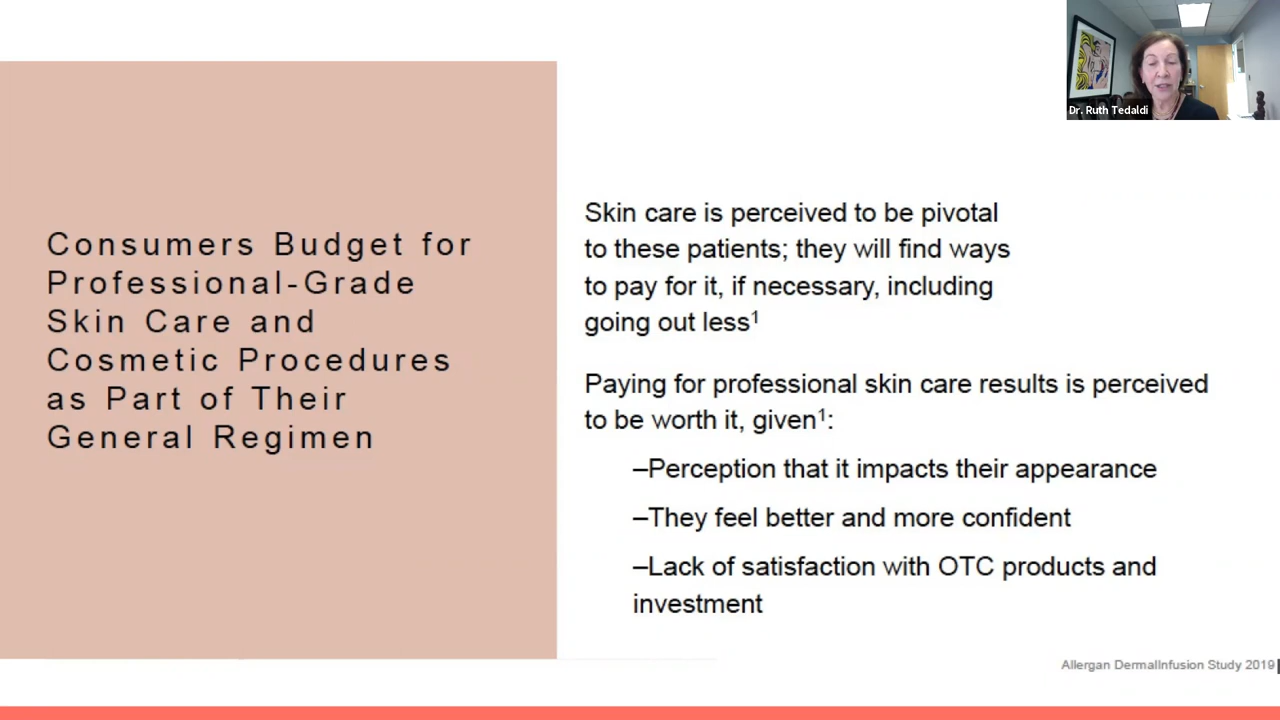 Dr. Ruth Tedaldi
Consumers Budget for
Professional-Grade
Skin Care and
Cosmetic Procedures
as Part of Their
General Regimen
Skin care is perceived to be pivotal
to these patients; they will find ways
to pay for it, if necessary, including
going out less¹
Paying for professional skin care results is perceived
to be worth it, given¹:
–Perception that it impacts their appearance
–They feel better and more confident
–Lack of satisfaction with OTC products and
investment
Allergan DermalInfusion Study 2019